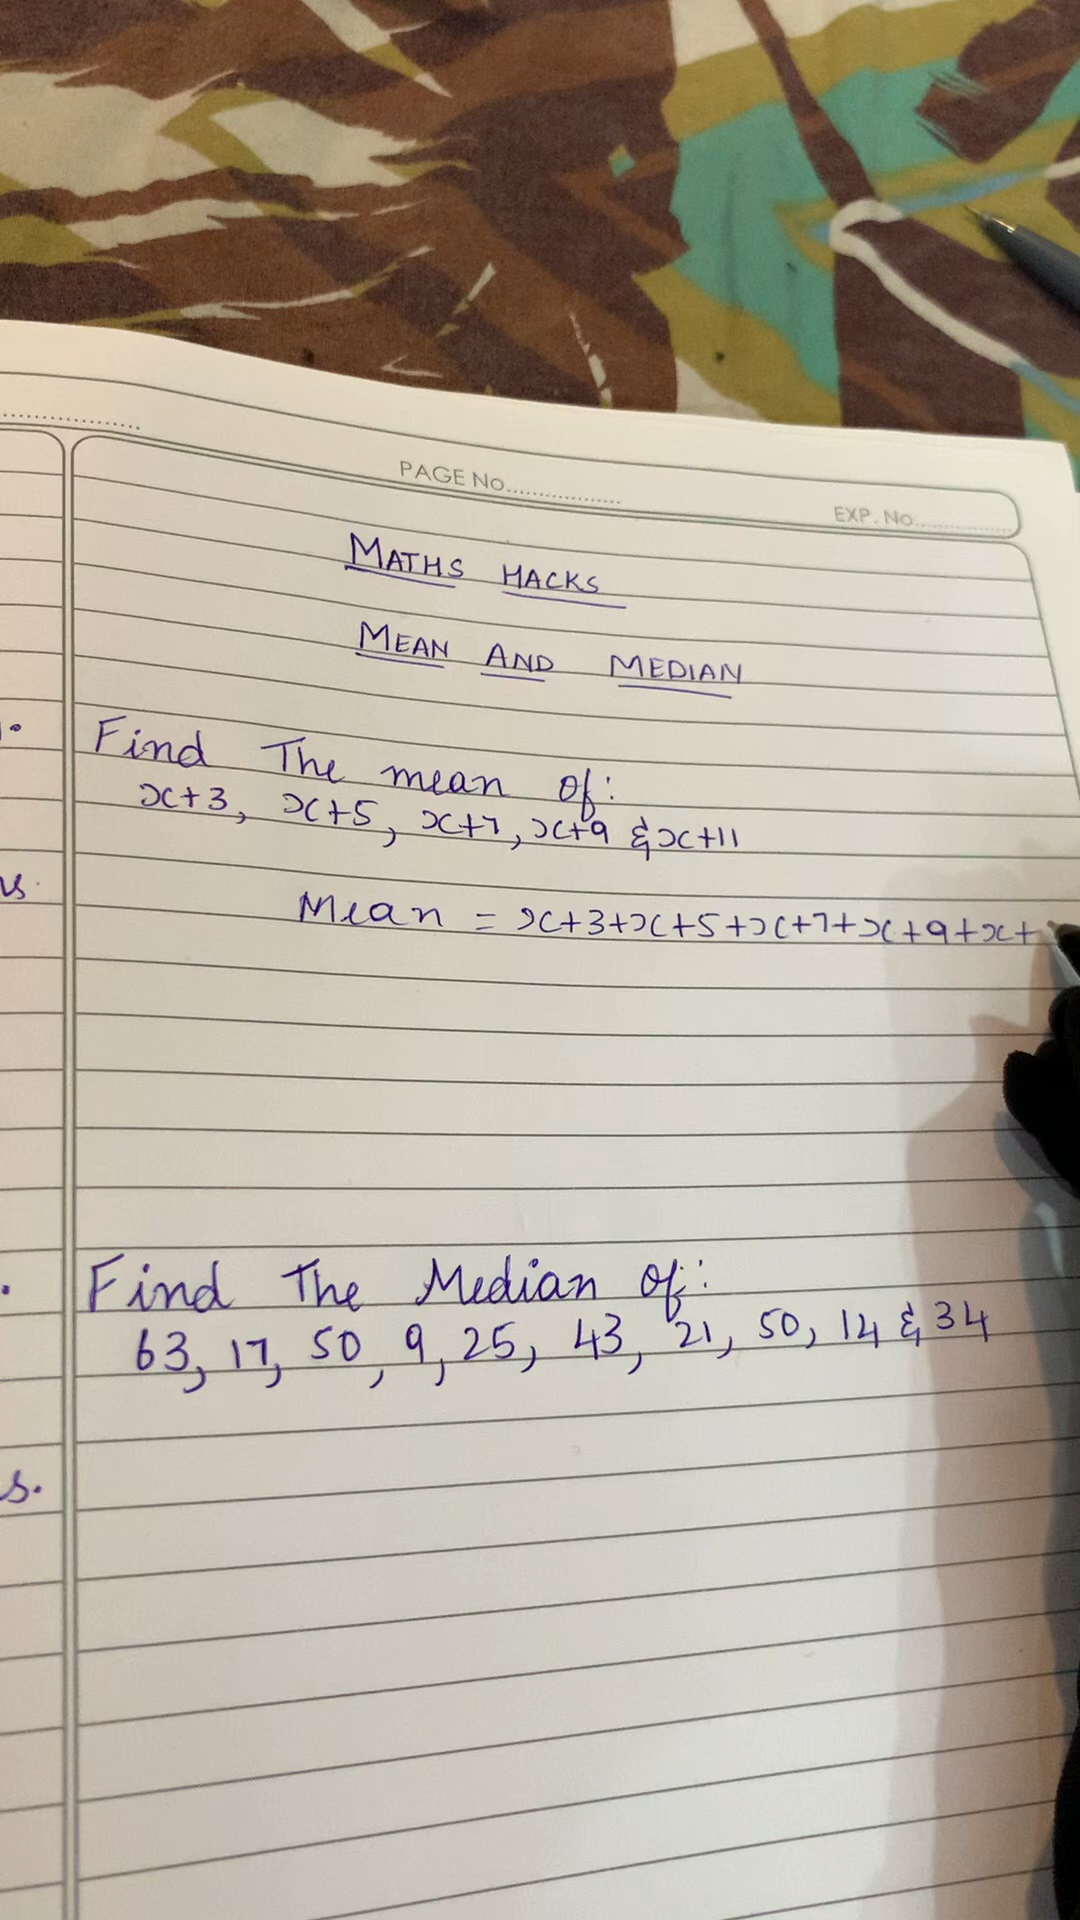 PAGE No.
EXP. No.
MATHS HACKS
MEAN AND MEDIAN
Find The mean of:
x+3, x+5, x+7, x+9 & x+11
Mean = x+3+x+5+x+7+x+9+x+
Find The Median of:
63, 17, 50, 9, 25, 43, 21, 50, 14 & 34
s.